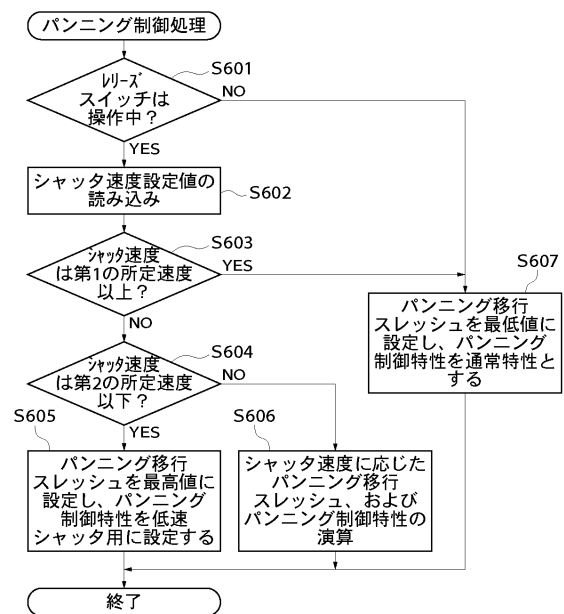 パンニング制御処理
S601
レリーズ
スイッチは
操作中？
NO
YES
シャッタ速度設定値の
読み込み
S602
S603
シャッタ速度
は第1の所定速度
以上？
YES
NO
S607
パンニング移行
スレッシュを最低値に
設定し、パンニング
制御特性を通常特性と
する
S604
シャッタ速度
は第2の所定速度
以下？
NO
YES
S605
パンニング移行
スレッシュを最高値に
設定し、パンニング
制御特性を低速
シャッタ用に設定する
S606
シャッタ速度に応じた
パンニング移行
スレッシュ、および
パンニング制御特性の
演算
終了